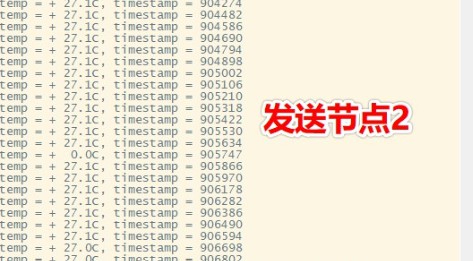 temp = + 27.1C, timestamp = 904274
temp = + 27.1C, timestamp = 904482
temp = + 27.1C, timestamp = 904586
temp = + 27.1C, timestamp = 904690
temp = + 27.1C, timestamp = 904794
temp = + 27.1C, timestamp = 904898
temp = + 27.1C, timestamp = 905002
temp = + 27.1C, timestamp = 905106
temp = + 27.1C, timestamp = 905210
temp = + 27.1C, timestamp = 905318
temp = + 27.1C, timestamp = 905422
temp = + 27.1C, timestamp = 905530
temp = + 27.1C, timestamp = 905634
temp = +  0.0C, timestamp = 905747
temp = + 27.1C, timestamp = 905866
temp = + 27.1C, timestamp = 905970
temp = + 27.1C, timestamp = 906178
temp = + 27.1C, timestamp = 906282
temp = + 27.1C, timestamp = 906386
temp = + 27.1C, timestamp = 906490
temp = + 27.1C, timestamp = 906594
temp = + 27.0C, timestamp = 906698
temp = + 27.0C, timestamp = 906802
发送节点2